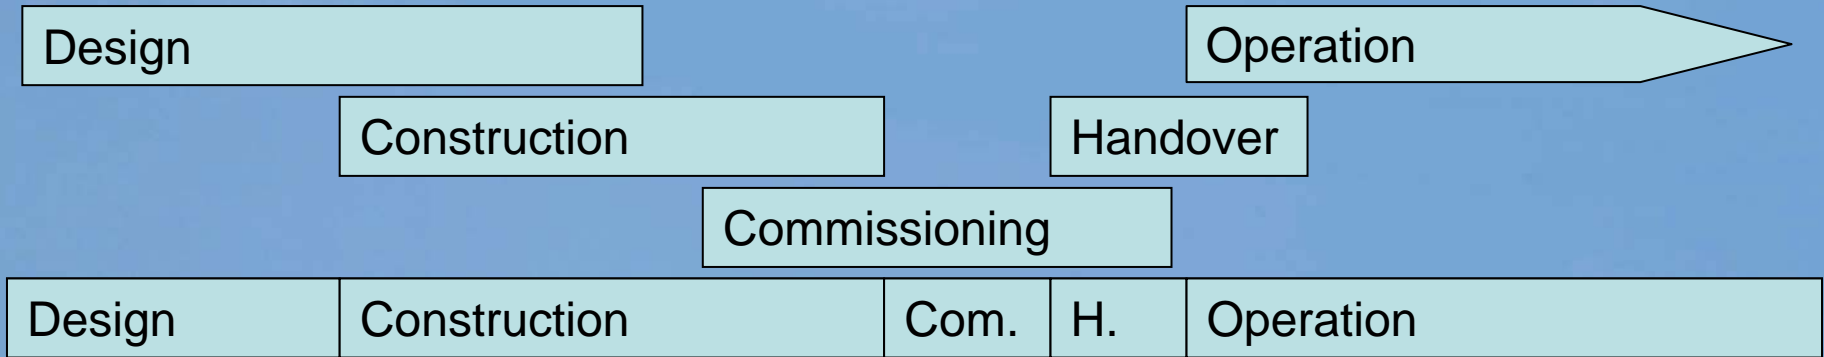 Design Operation
Construction Handover
Commissioning
Design Construction Com. H. Operation